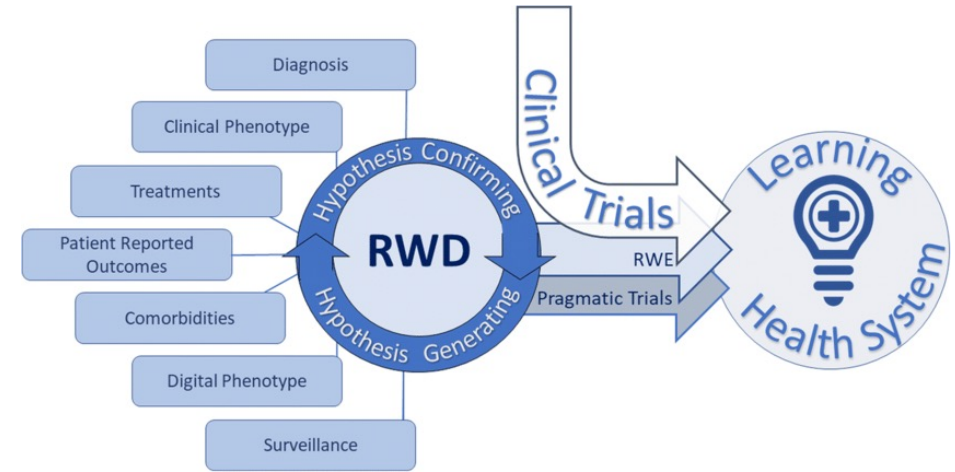 Diagnosis
Clinical Phenotype
Treatments
Patient Reported
Outcomes
Comorbidities
Digital Phenotype
Surveillance
Hypothesis Confirming
RWD
Hypothesis Generating
Clinical Trials
RWE
Pragmatic Trials
Learning
Health System